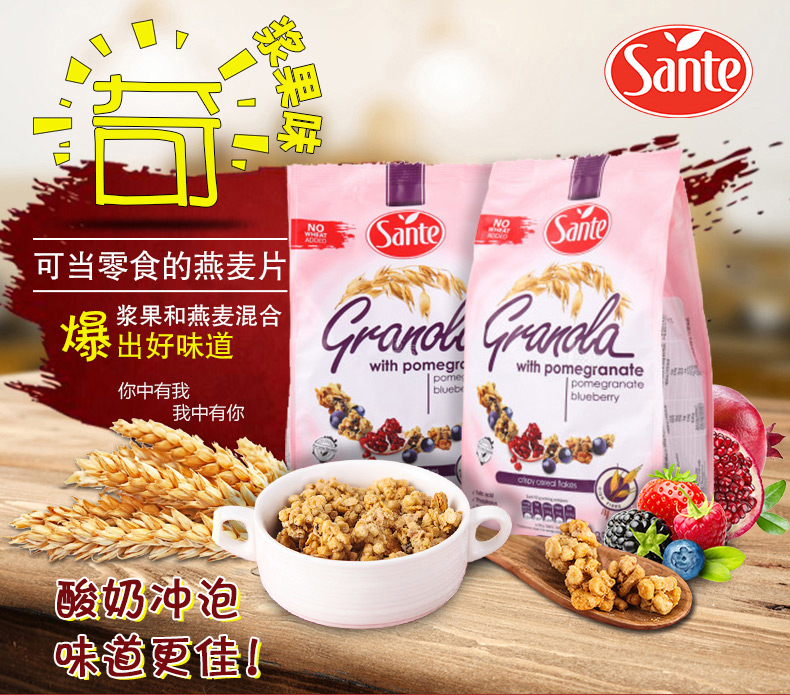 浆果味
Sante
可当零食的燕麦片
浆果和燕麦混合
爆出好味道
你中有我
我中有你
NO
WHEAT
ADDED
Sante
Granola
with pomegra
pome
bluebe
NO
WHEAT
ADDED
Sante
Granola
with pomegranate
pomegranate
blueberry
crispy cereal flakes
酸奶冲泡
味道更佳!